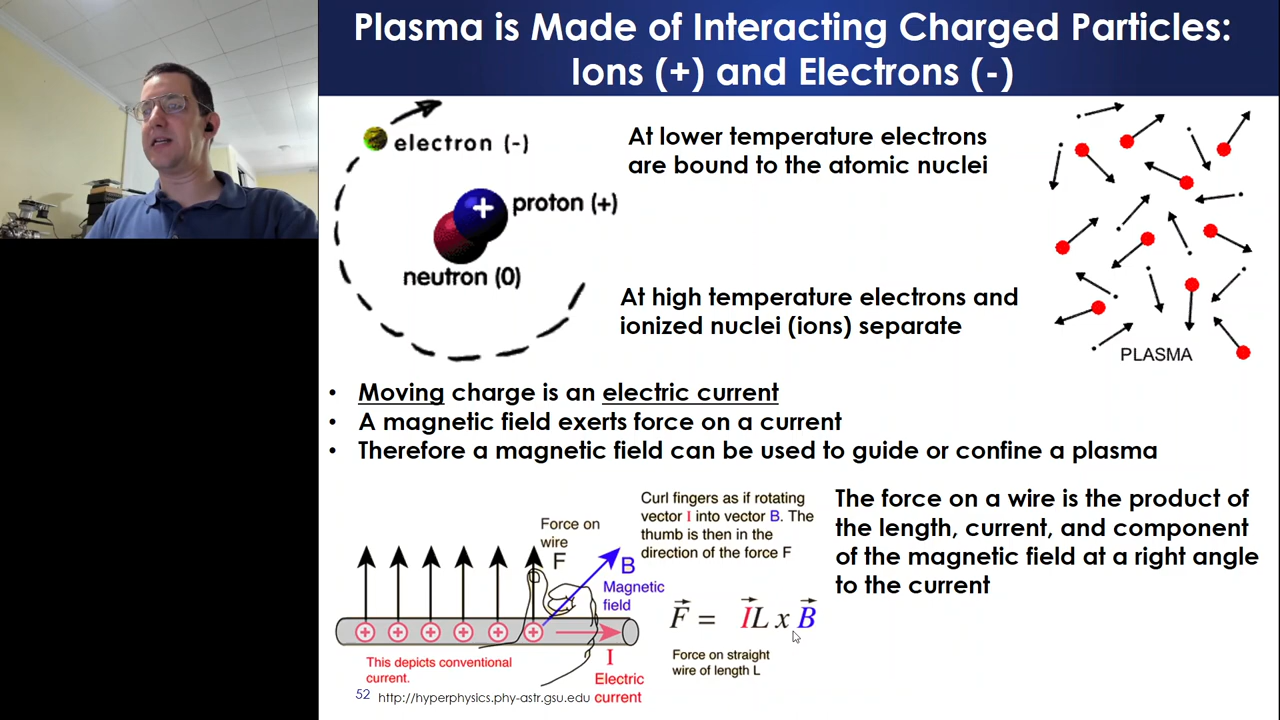 Plasma is Made of Interacting Charged Particles:
Ions (+) and Electrons (-)
electron (-)
proton (+)
+
neutron (0)
At lower temperature electrons
are bound to the atomic nuclei
At high temperature electrons and
ionized nuclei (ions) separate
PLASMA
• Moving charge is an electric current
• A magnetic field exerts force on a current
• Therefore a magnetic field can be used to guide or confine a plasma
Force on
wire
F
B
Magnetic
field
+ + + + + +
I
Electric
current
This depicts conventional
current.
Curl fingers as if rotating
vector I into vector B. The
thumb is then in the
direction of the force F
F = IL x B
Force on straight
wire of length L
The force on a wire is the product of
the length, current, and component
of the magnetic field at a right angle
to the current
52
http://hyperphysics.phy-astr.gsu.edu